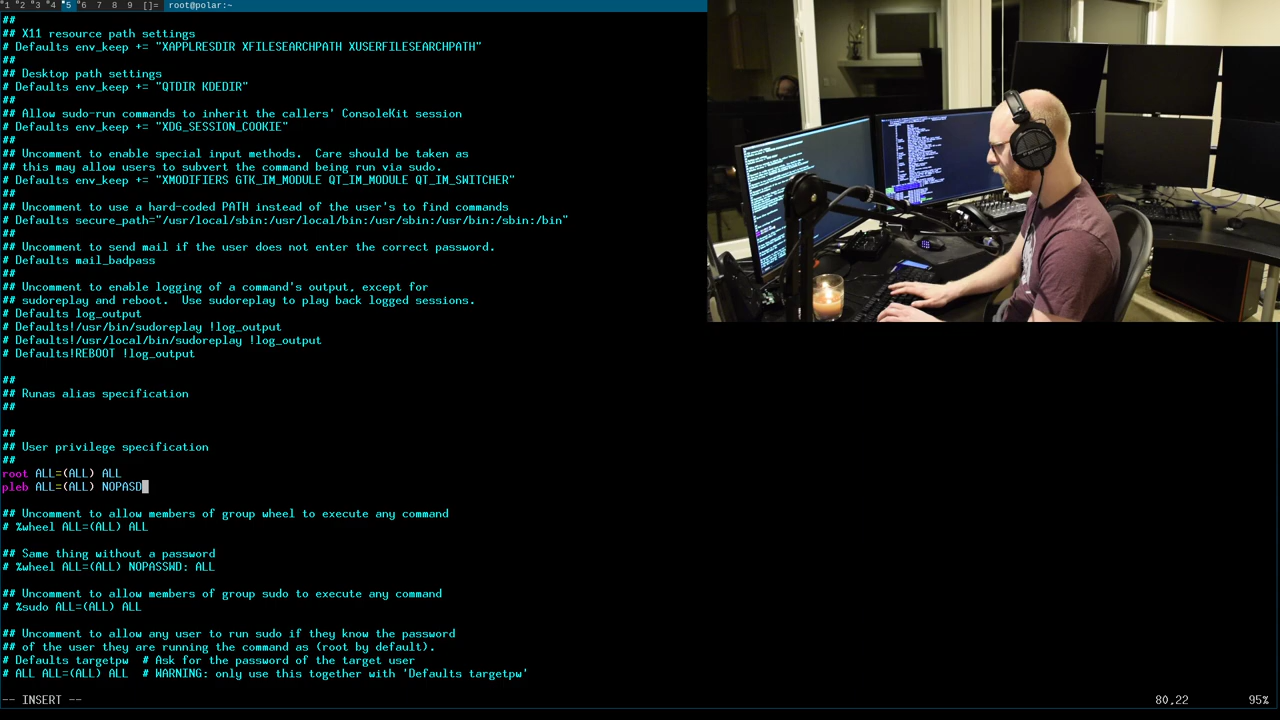 1 2 3 4 5 6 7 8 9 []= root@polar:~
##
## X11 resource path settings
# Defaults env_keep += "XAPPLRESDIR XFILESEARCHPATH XUSERFILESEARCHPATH"
##
## Desktop path settings
# Defaults env_keep += "QTDIR KDEDIR"
##
## Allow sudo-run commands to inherit the callers' ConsoleKit session
# Defaults env_keep += "XDG_SESSION_COOKIE"
##
## Uncomment to enable special input methods.  Care should be taken as
## this may allow users to subvert the command being run via sudo.
# Defaults env_keep += "XMODIFIERS GTK_IM_MODULE QT_IM_MODULE QT_IM_SWITCHER"
##
## Uncomment to use a hard-coded PATH instead of the user's to find commands
# Defaults secure_path="/usr/local/sbin:/usr/local/bin:/usr/sbin:/usr/bin:/sbin:/bin"
##
## Uncomment to send mail if the user does not enter the correct password.
# Defaults mail_badpass
##
## Uncomment to enable logging of a command's output, except for
## sudoreplay and reboot.  Use sudoreplay to play back logged sessions.
# Defaults log_output
# Defaults!/usr/bin/sudoreplay !log_output
# Defaults!/usr/local/bin/sudoreplay !log_output
# Defaults!REBOOT !log_output
##
## Runas alias specification
##
##
## User privilege specification
##
root ALL=(ALL) ALL
pleb ALL=(ALL) NOPASD
## Uncomment to allow members of group wheel to execute any command
# %wheel ALL=(ALL) ALL
## Same thing without a password
# %wheel ALL=(ALL) NOPASSWD: ALL
## Uncomment to allow members of group sudo to execute any command
# %sudo ALL=(ALL) ALL
## Uncomment to allow any user to run sudo if they know the password
## of the user they are running the command as (root by default).
# Defaults targetpw  # Ask for the password of the target user
# ALL ALL=(ALL) ALL  # WARNING: only use this together with 'Defaults targetpw'
-- INSERT -- 80,22 95%